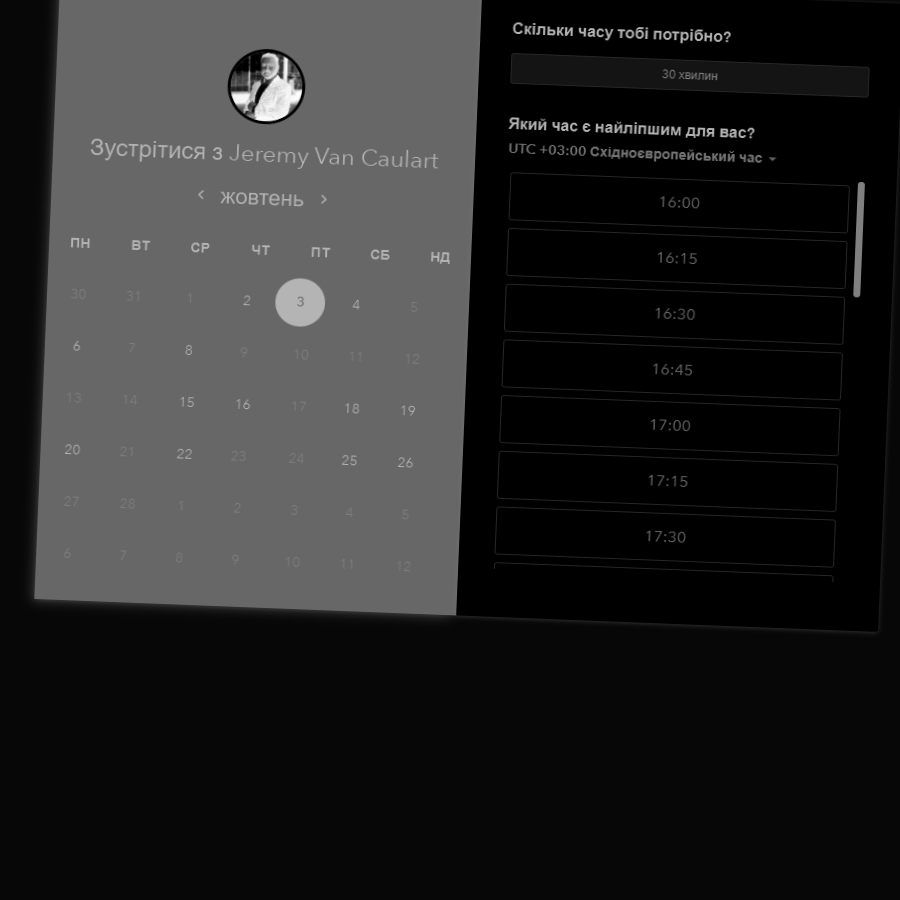 Зустрітися з Jeremy Van Caulart
жовтень
ПН ВТ СР ЧТ ПТ СБ НД
30 31 1 2 3 4 5
6 7 8 9 10 11 12
13 14 15 16 17 18 19
20 21 22 23 24 25 26
27 28 1 2 3 4 5
6 7 8 9 10 11 12
Скільки часу тобі потрібно?
30 хвилин
Який час є найліпшим для вас?
UTC +03:00 Східноєвропейський час
16:00
16:15
16:30
16:45
17:00
17:15
17:30